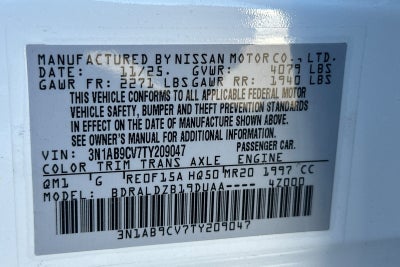 MANUFACTURED BY NISSAN MOTOR CO., LTD.
DATE: 11/25. GVWR: 4079 LBS
GAWR FR: 2271 LBS GAWR RR: 1940 LBS
THIS VEHICLE CONFORMS TO ALL APPLICABLE FEDERAL MOTOR
VEHICLE SAFETY, BUMPER AND THEFT PREVENTION STANDARDS
IN EFFECT ON THE DATE OF MANUFACTURE SHOWN ABOVE.
SEE OWNER'S MANUAL FOR ADDITIONAL INFORMATION.
VIN: 3N1AB9CV7TY209047 PASSENGER CAR.
COLOR TRIM TRANS AXLE ENGINE
QM1 G RE0F15A HQ50 MR20 1997 CC
MODEL: BDRALDZB19DUAA---- 4Z000
3N1AB9CV7TY209047